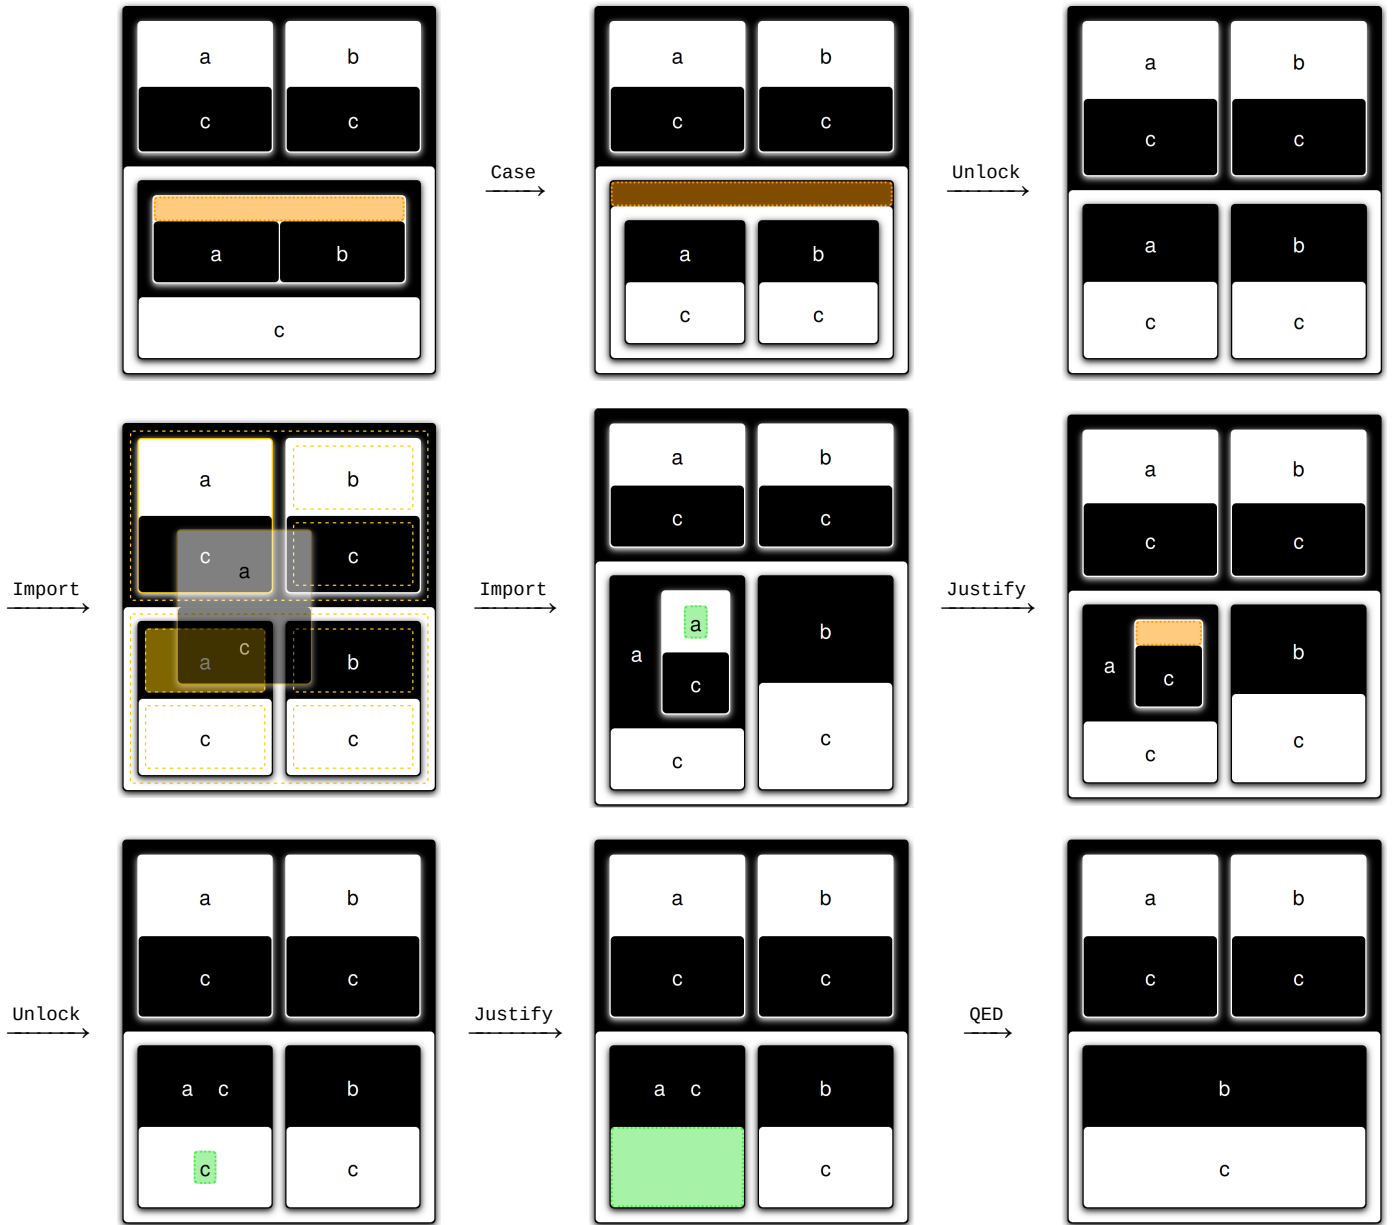 a b a b a b
c c Case c c Unlock c c
a b a b a b
c c c c c
a b a b a b
Import c a c Import c c Justify c c
a c b a a c b a c b
c c c c c c
a b a b a b
Unlock c c Justify c c QED c c
a c b a c b b
c c c c